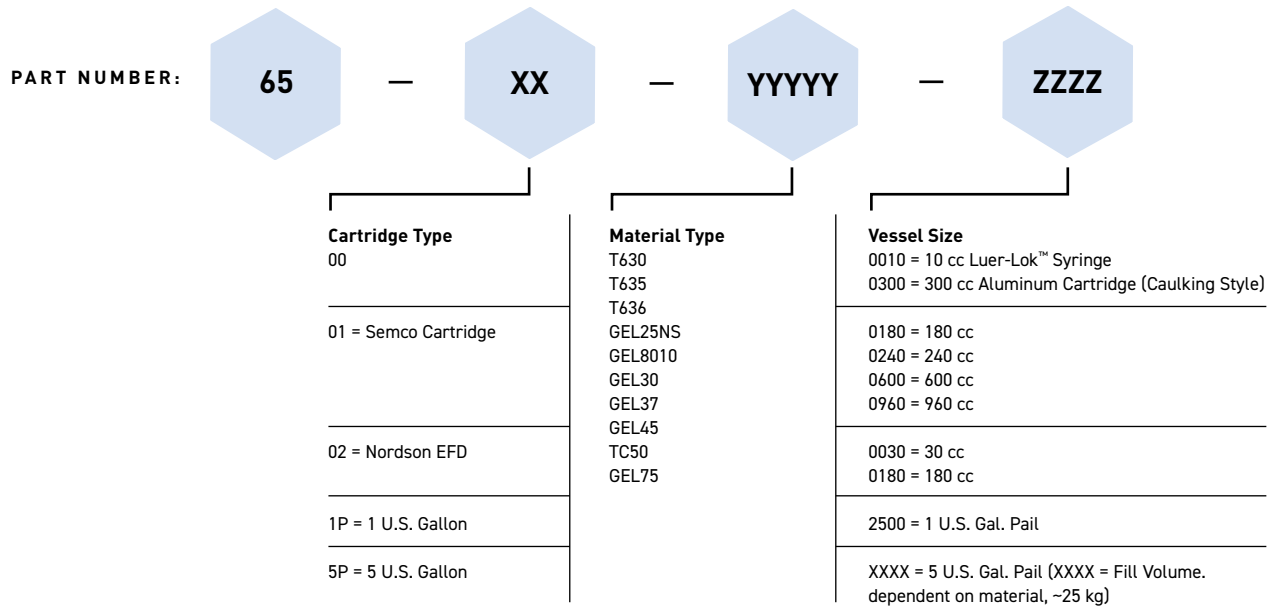 PART NUMBER: 65 — XX — YYYYY — ZZZZ
Cartridge Type
00
01 = Semco Cartridge
02 = Nordson EFD
1P = 1 U.S. Gallon
5P = 5 U.S. Gallon
Material Type
T630
T635
T636
GEL25NS
GEL8010
GEL30
GEL37
GEL45
TC50
GEL75
Vessel Size
0010 = 10 cc Luer-Lok™ Syringe
0300 = 300 cc Aluminum Cartridge (Caulking Style)
0180 = 180 cc
0240 = 240 cc
0600 = 600 cc
0960 = 960 cc
0030 = 30 cc
0180 = 180 cc
2500 = 1 U.S. Gal. Pail
XXXX = 5 U.S. Gal. Pail (XXXX = Fill Volume.
dependent on material, ~25 kg)